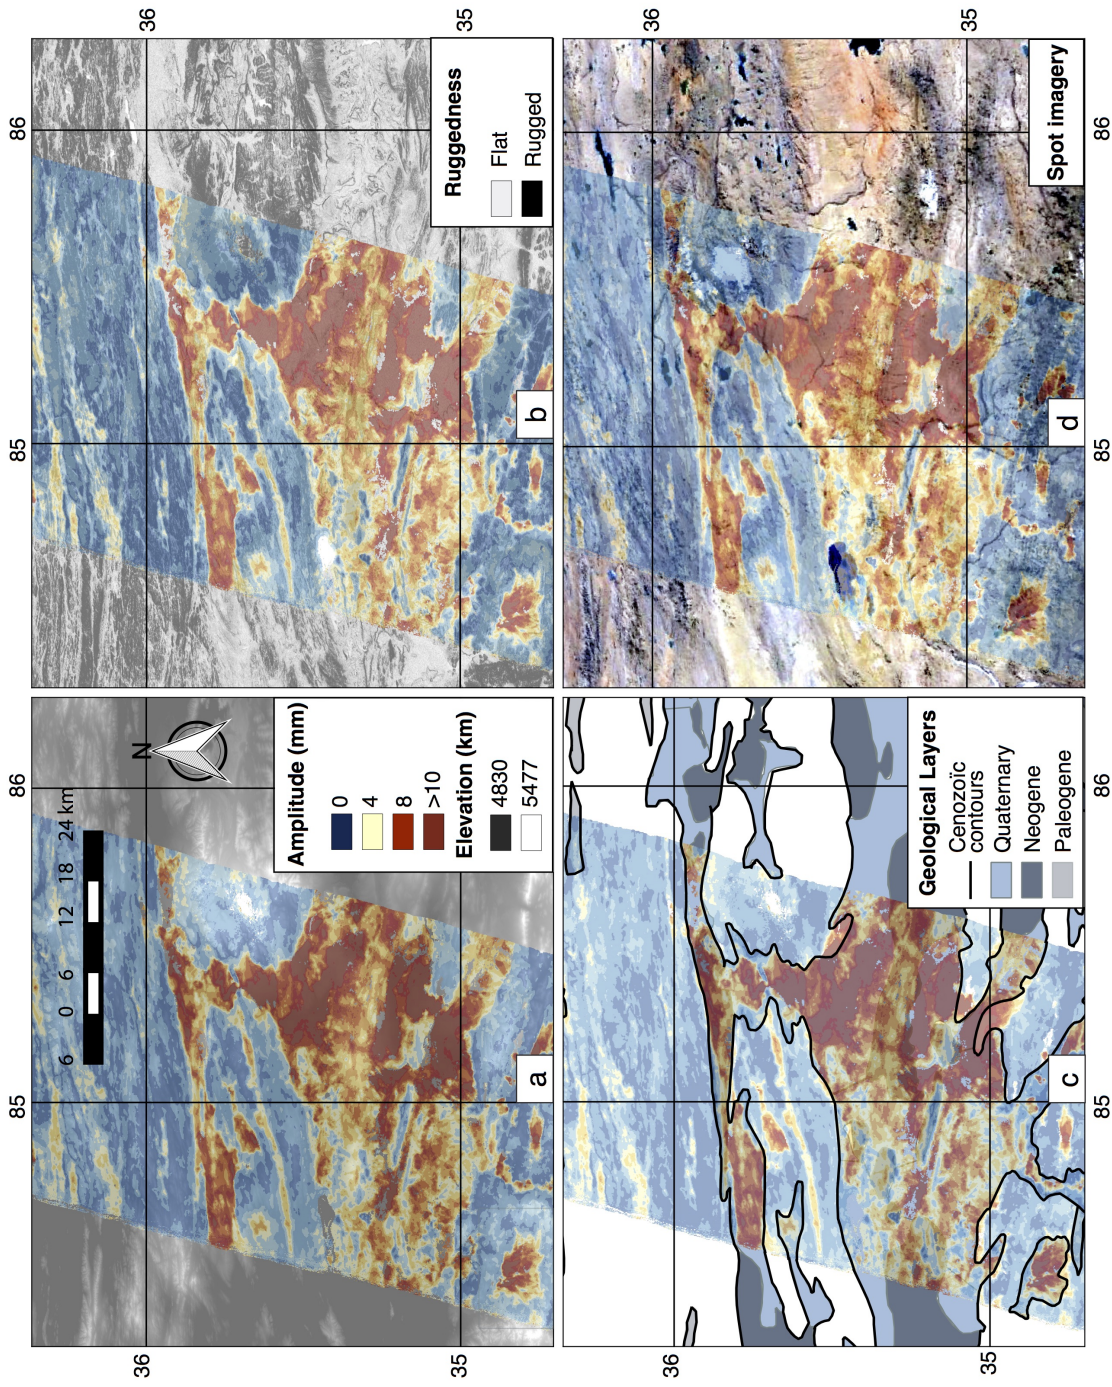 36
35
36
35
86
85
b
Ruggedness
Flat
Rugged
d
Spot imagery
86
85
86
85
N
6 0 6 12 18 24 km
a
Amplitude (mm)
0
4
8
>10
Elevation (km)
4830
5477
c
Geological Layers
Cenozoïc
contours
Quaternary
Neogene
Paleogene
86
85
36
35
36
35